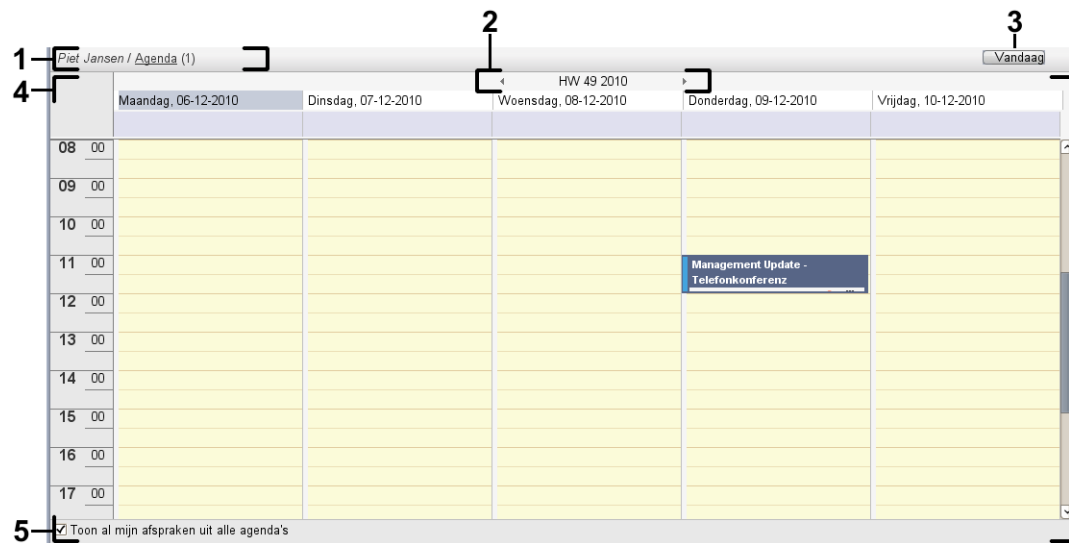 2
3
1
Piet Jansen / Agenda (1)
Vandaag
4
HW 49 2010
Maandag, 06-12-2010 Dinsdag, 07-12-2010 Woensdag, 08-12-2010 Donderdag, 09-12-2010 Vrijdag, 10-12-2010
08 00
09 00
10 00
11 00
Management Update -
Telefonkonferenz
12 00
13 00
14 00
15 00
16 00
17 00
5
Toon al mijn afspraken uit alle agenda's